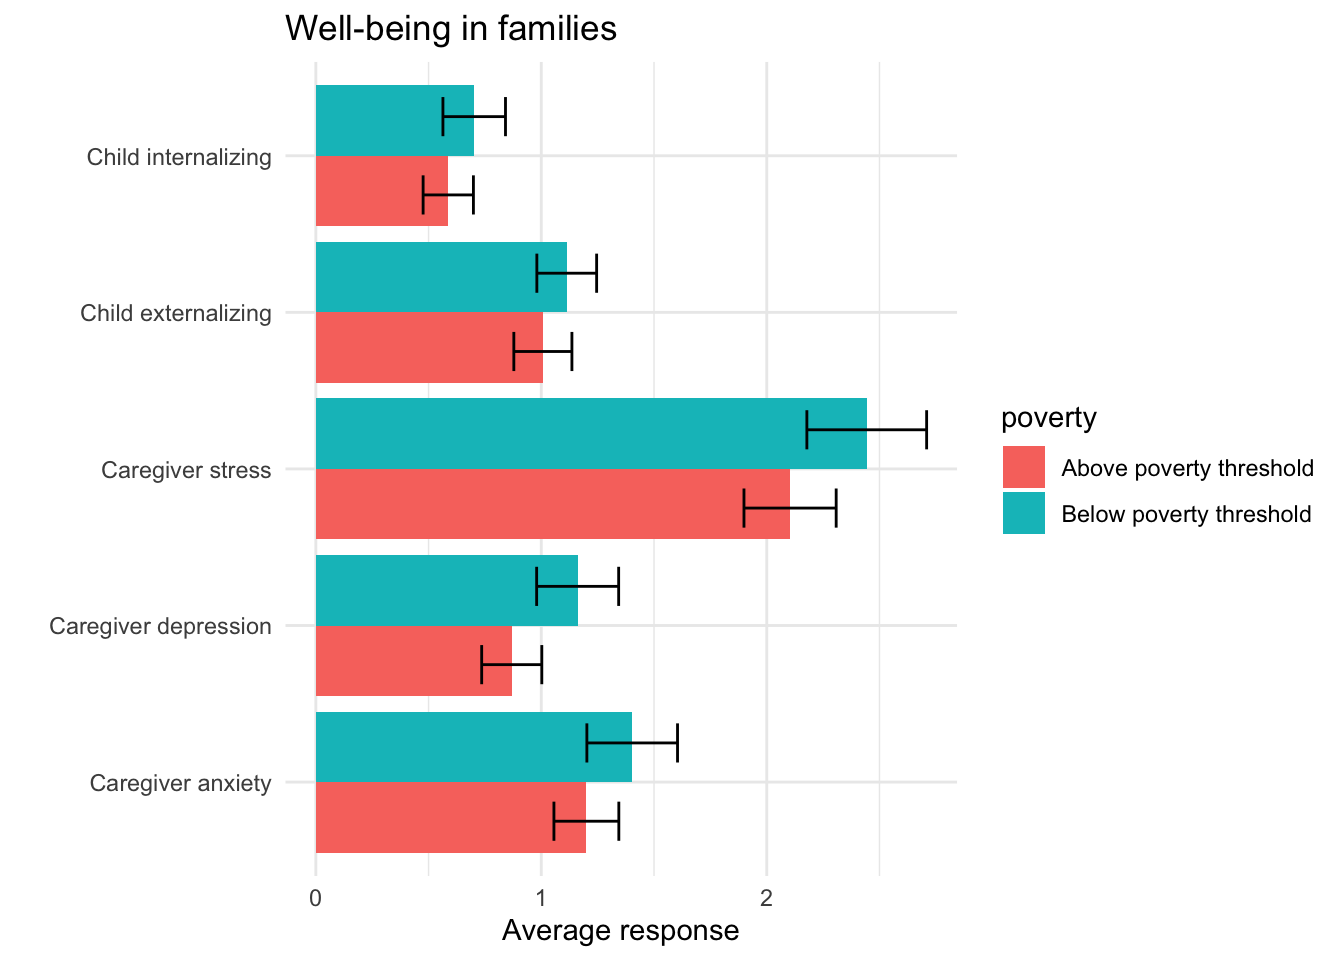 Well-being in families
Child internalizing
Child externalizing
Caregiver stress
Caregiver depression
Caregiver anxiety
0 1 2
Average response
poverty
Above poverty threshold
Below poverty threshold